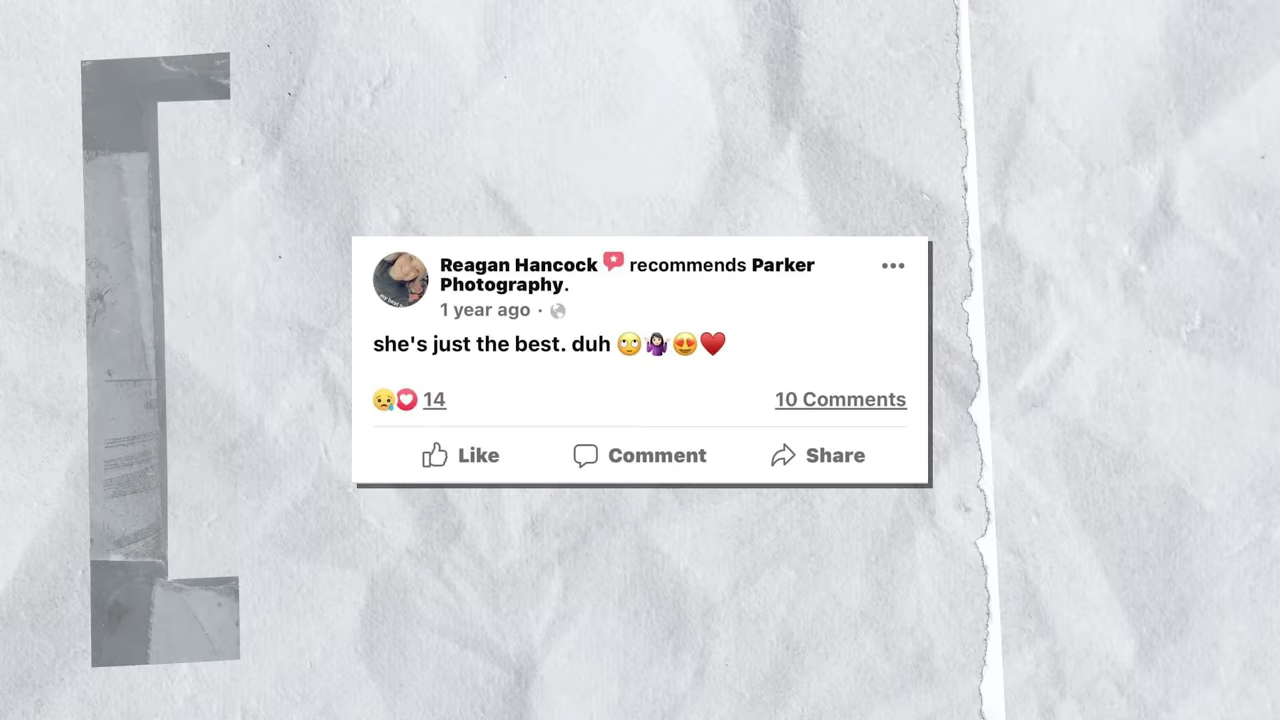 Reagan Hancock recommends Parker
Photography.
1 year ago ·
she's just the best. duh 🙄🤷🏻‍♀️😍♥️
14
10 Comments
Like
Comment
Share